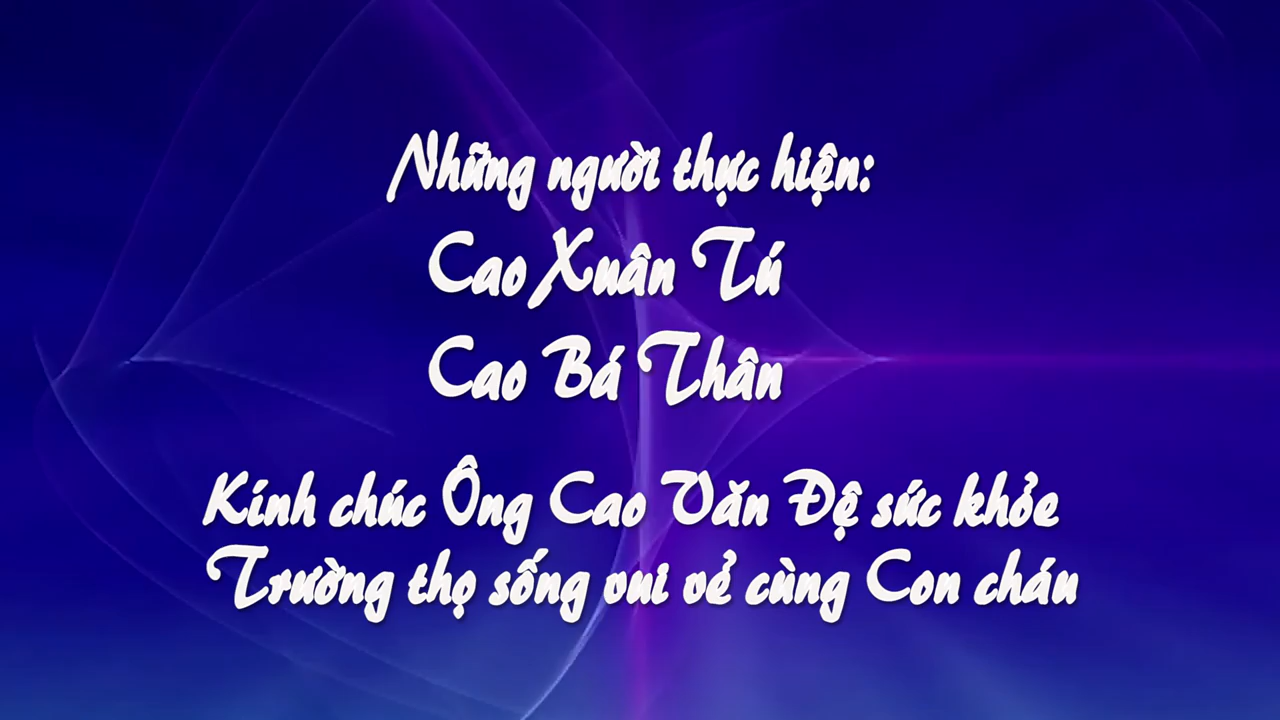 Những người thực hiện:
Cao Xuân Tú
Cao Bá Thân
Kính chúc Ông Cao Văn Đệ sức khỏe
Trường thọ sống vui vẻ cùng Con cháu